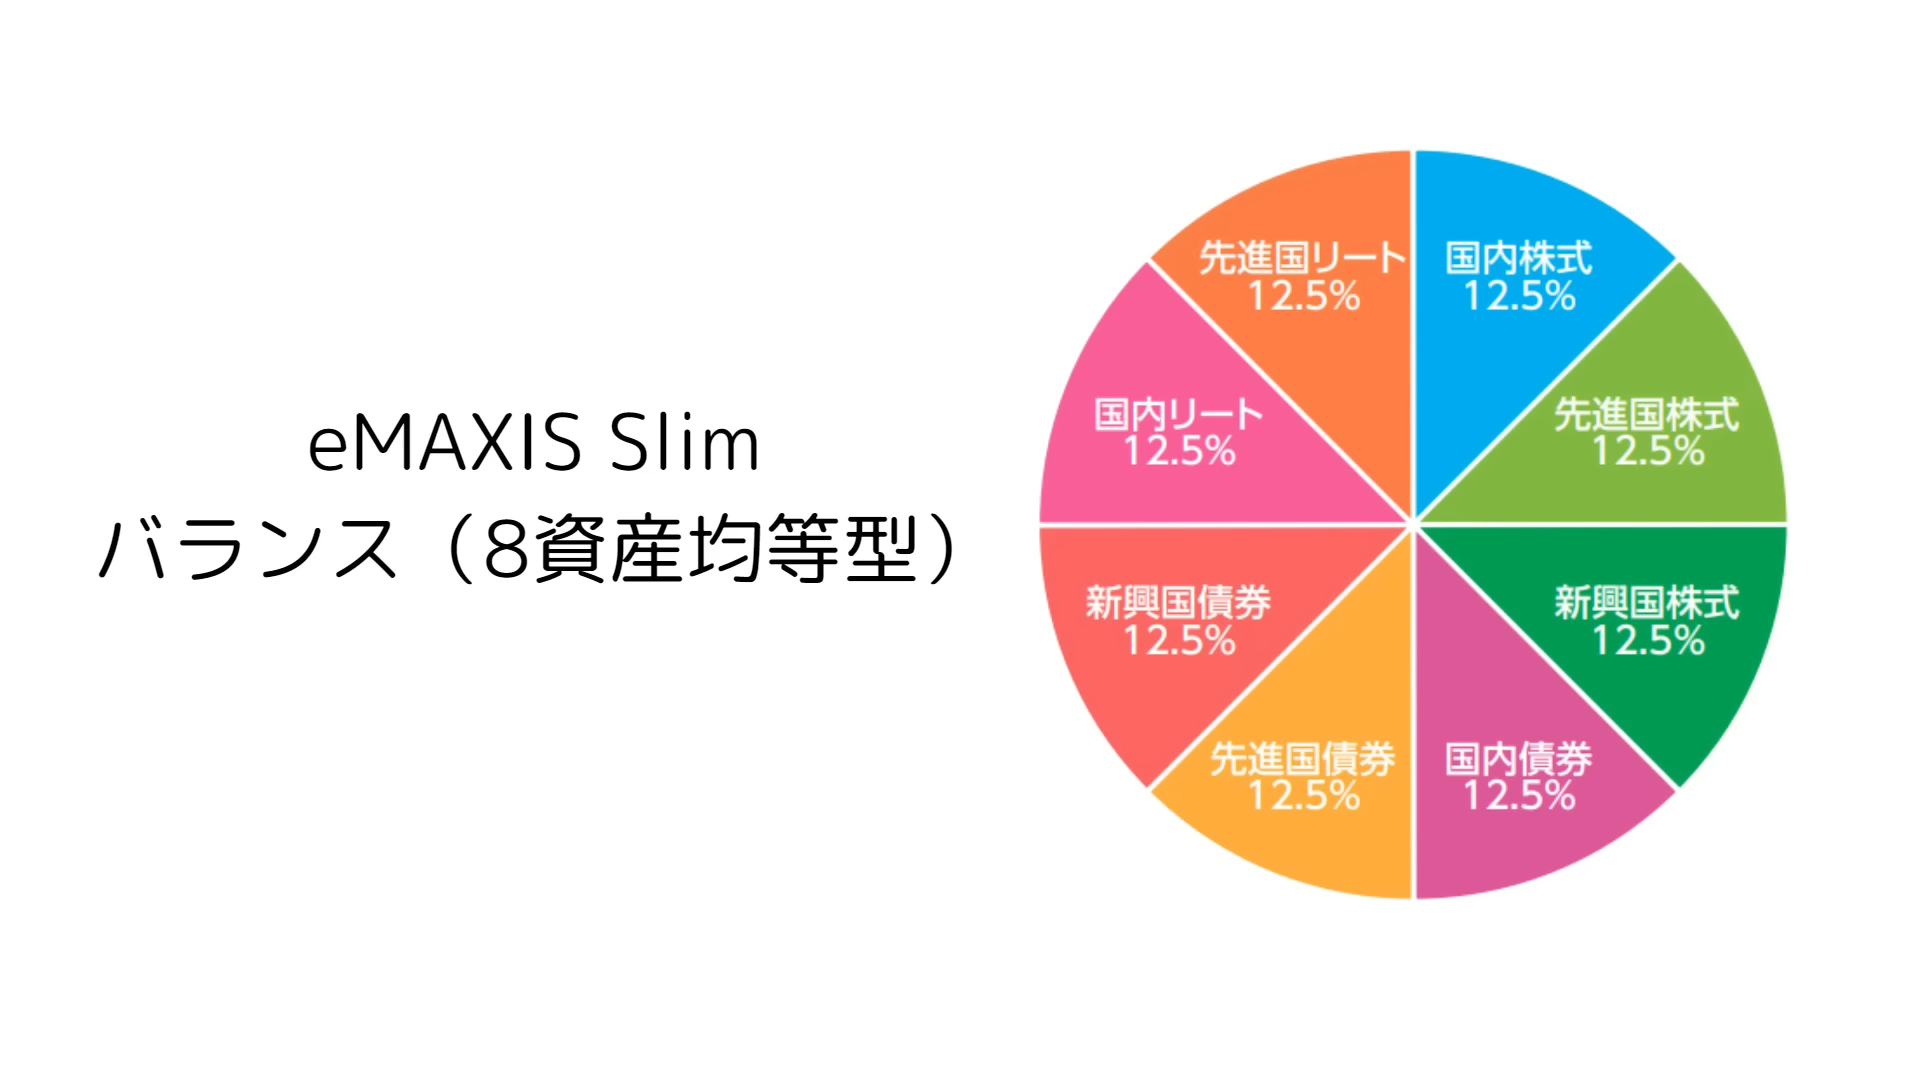 eMAXIS Slim
バランス（8資産均等型）
先進国リート
12.5%
国内株式
12.5%
国内リート
12.5%
先進国株式
12.5%
新興国債券
12.5%
新興国株式
12.5%
先進国債券
12.5%
国内債券
12.5%